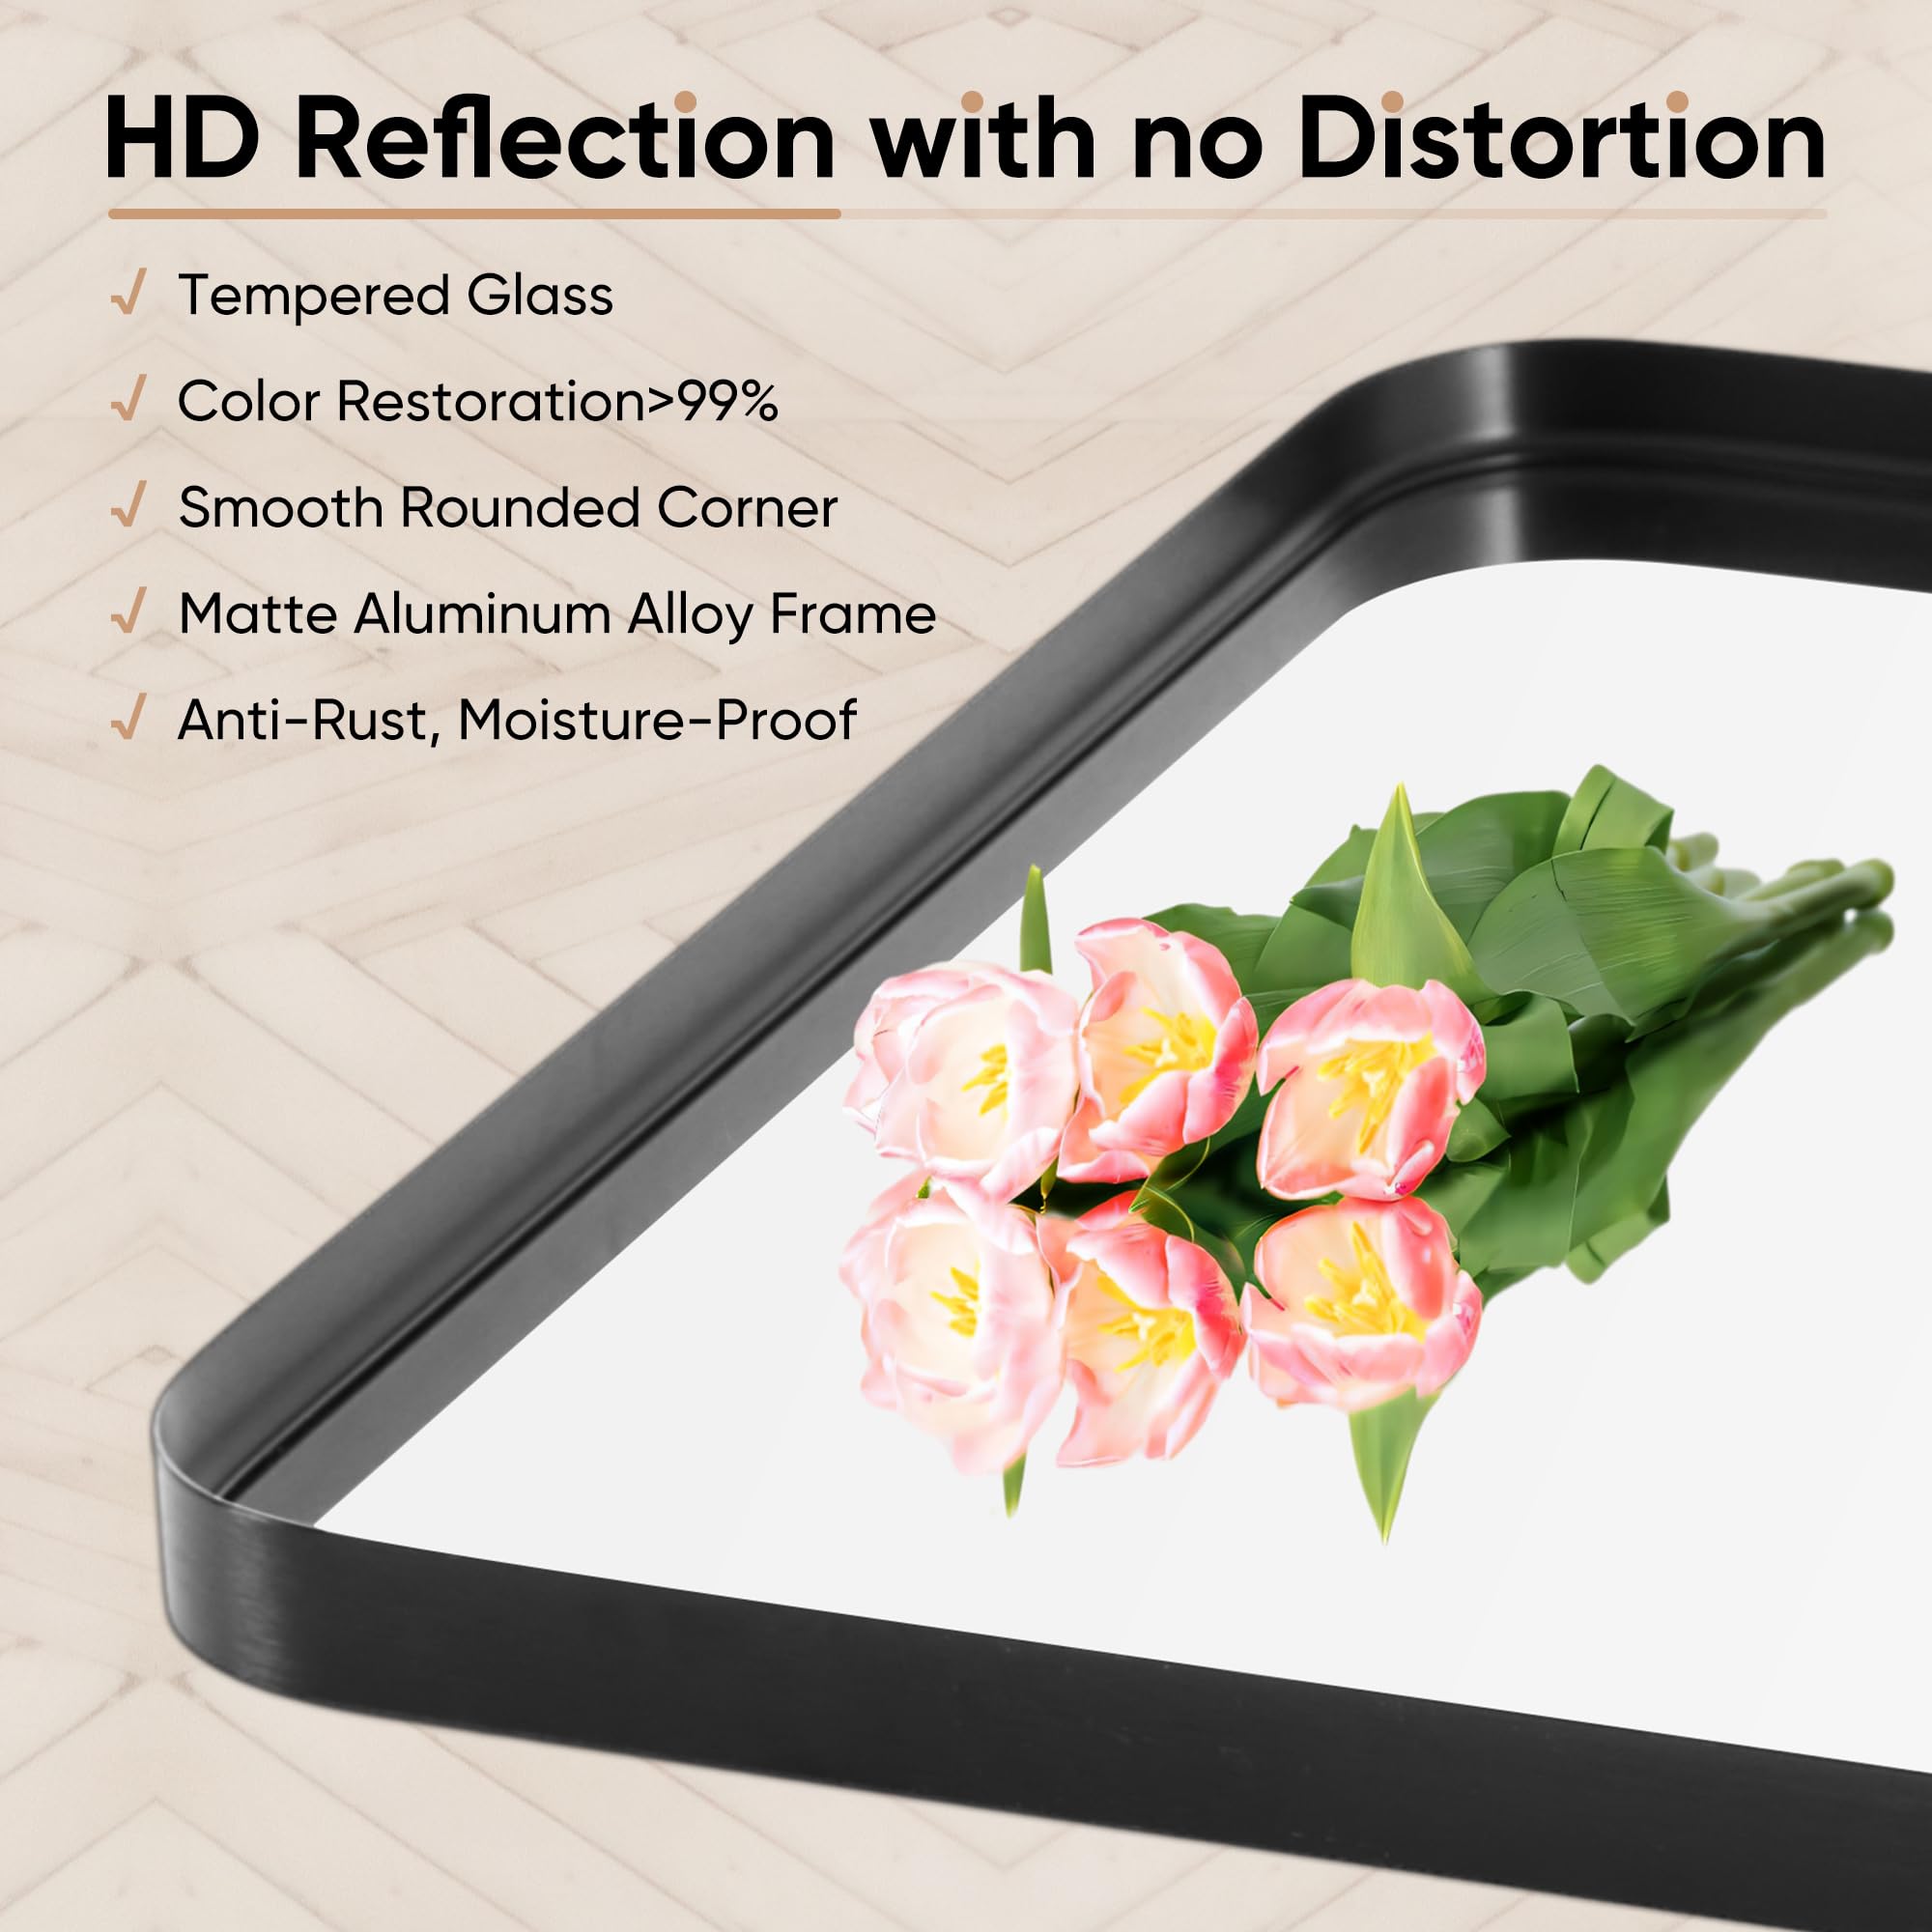 HD Reflection with no Distortion
√ Tempered Glass
√ Color Restoration>99%
√ Smooth Rounded Corner
√ Matte Aluminum Alloy Frame
√ Anti-Rust, Moisture-Proof